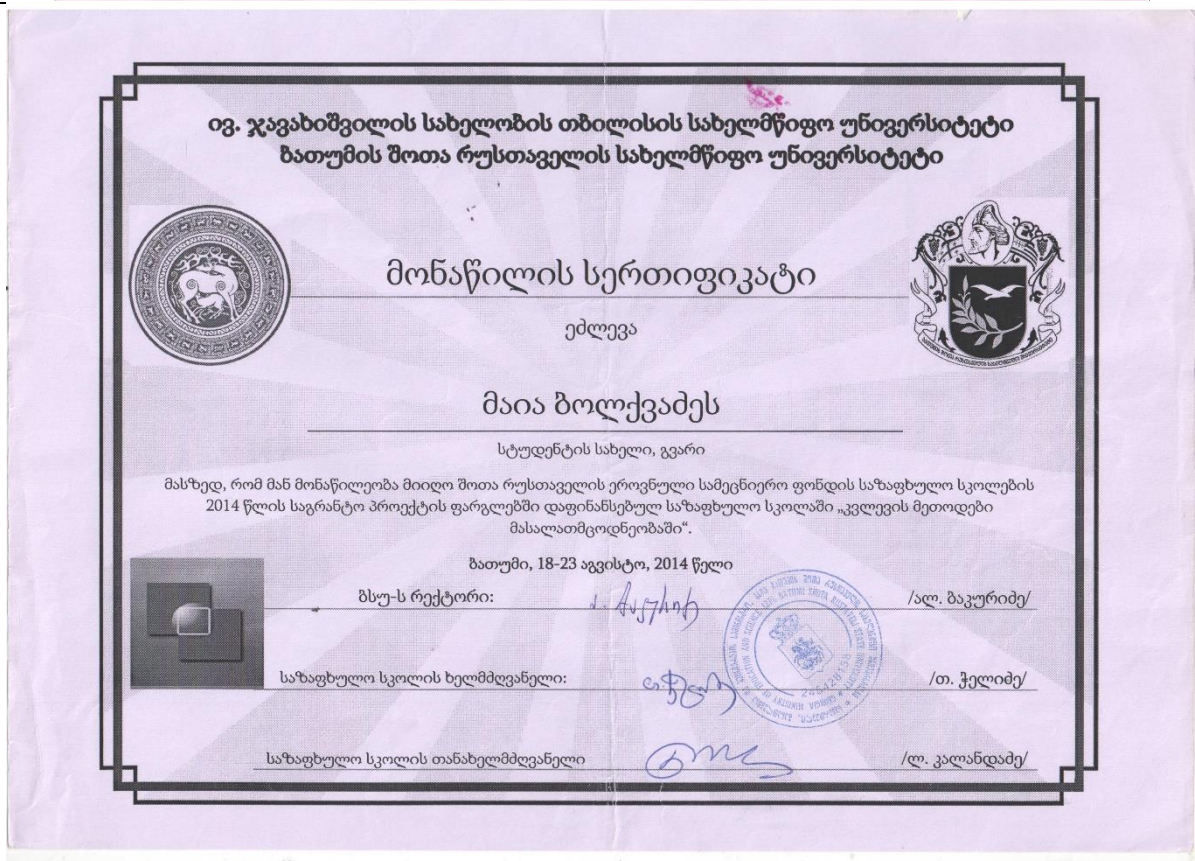 ივ. ჯავახიშვილის სახელობის თბილისის სახელმწიფო უნივერსიტეტი
ბათუმის შოთა რუსთაველის სახელმწიფო უნივერსიტეტი
მონაწილის სერთიფიკატი
ეძლევა
მაია ბოლქვაძეს
სტუდენტის სახელი, გვარი
მასზედ, რომ მან მონაწილეობა მიიღო შოთა რუსთაველის ეროვნული სამეცნიერო ფონდის საზაფხულო სკოლების
2014 წლის საგრანტო პროექტის ფარგლებში დაფინანსებულ საზაფხულო სკოლაში „კვლევის მეთოდები
მასალათმცოდნეობაში“.
ბათუმი, 18-23 აგვისტო, 2014 წელი
ბსუ-ს რექტორი: /ალ. ბაკურიძე/
საზაფხულო სკოლის ხელმძღვანელი: /თ. ჭელიძე/
საზაფხულო სკოლის თანახელმძღვანელი /ლ. კალანდაძე/